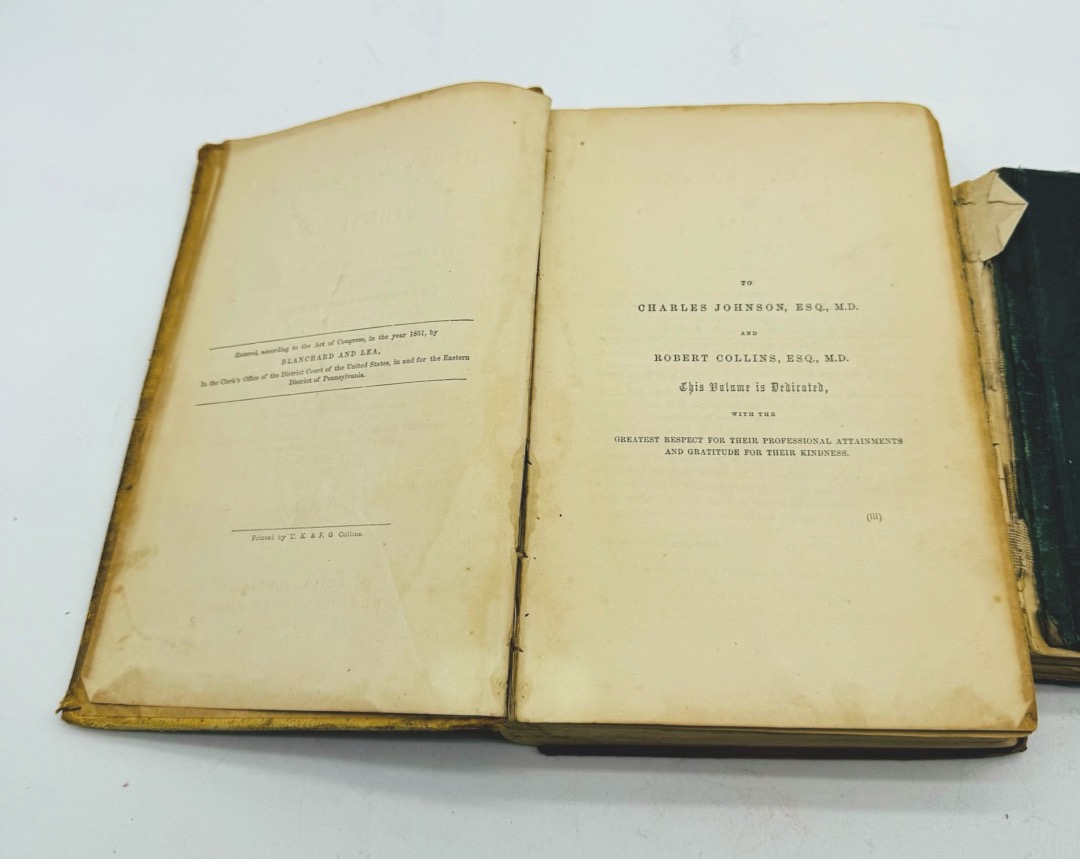 Entered, according to the Act of Congress, in the year 1851, by
BLANCHARD AND LEA,
In the Clerk's Office of the District Court of the United States, in and for the Eastern
District of Pennsylvania.
Printed by T. K & P. G Collins.
TO
CHARLES JOHNSON, ESQ., M.D.
AND
ROBERT COLLINS, ESQ., M.D.
This Volume is Dedicated,
WITH THE
GREATEST RESPECT FOR THEIR PROFESSIONAL ATTAINMENTS
AND GRATITUDE FOR THEIR KINDNESS.
(iii)